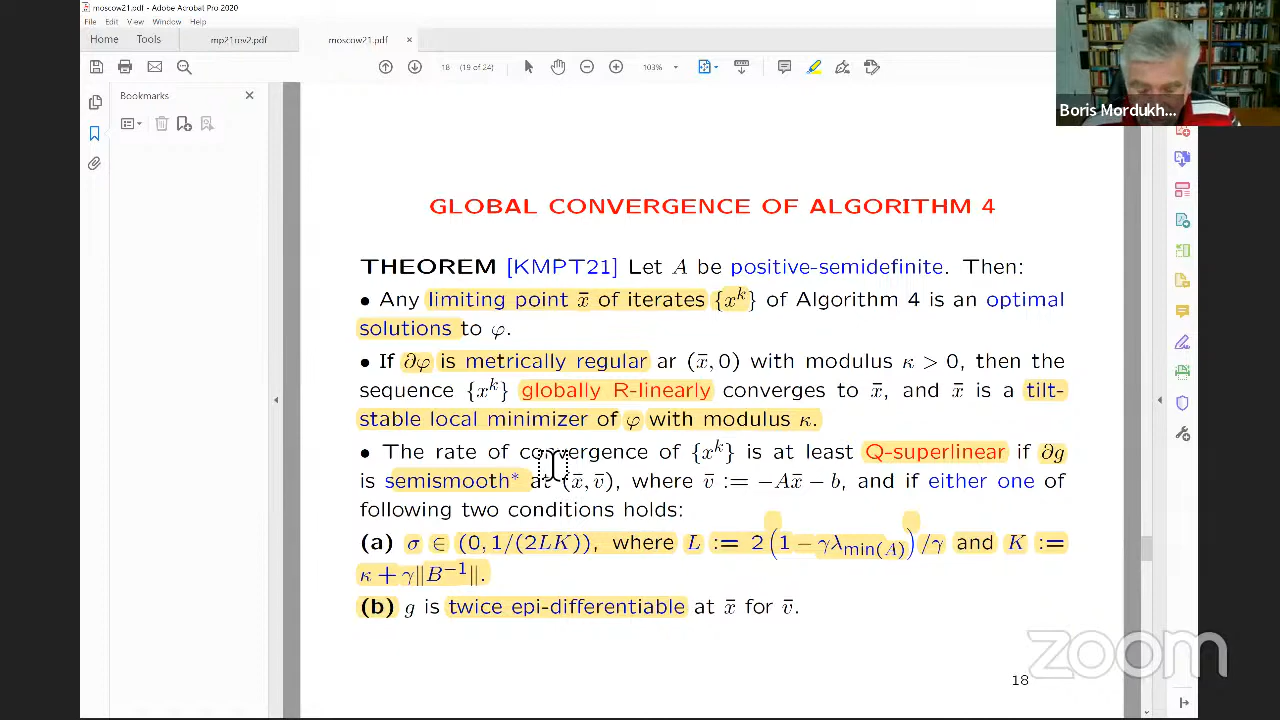 moscow21.pdf - Adobe Acrobat Pro 2020
File Edit View Window Help
Home Tools mp21rev2.pdf moscow21.pdf ×
18 (19 of 24) 103%
Bookmarks
Boris Mordukh...
GLOBAL CONVERGENCE OF ALGORITHM 4
THEOREM [KMPT21] Let A be positive-semidefinite. Then:
• Any limiting point x̄ of iterates {xᵏ} of Algorithm 4 is an optimal
solutions to φ.
• If ∂φ is metrically regular ar (x̄, 0) with modulus κ > 0, then the
sequence {xᵏ} globally R-linearly converges to x̄, and x̄ is a tilt-
stable local minimizer of φ with modulus κ.
• The rate of convergence of {xᵏ} is at least Q-superlinear if ∂g
is semismooth* at (x̄, v̄), where v̄ := −Ax̄ − b, and if either one of
following two conditions holds:
(a) σ ∈ (0, 1/(2LK)), where L := 2(1 − γλmin(A))/γ and K :=
κ + γ‖B⁻¹‖.
(b) g is twice epi-differentiable at x̄ for v̄.
zoom
18